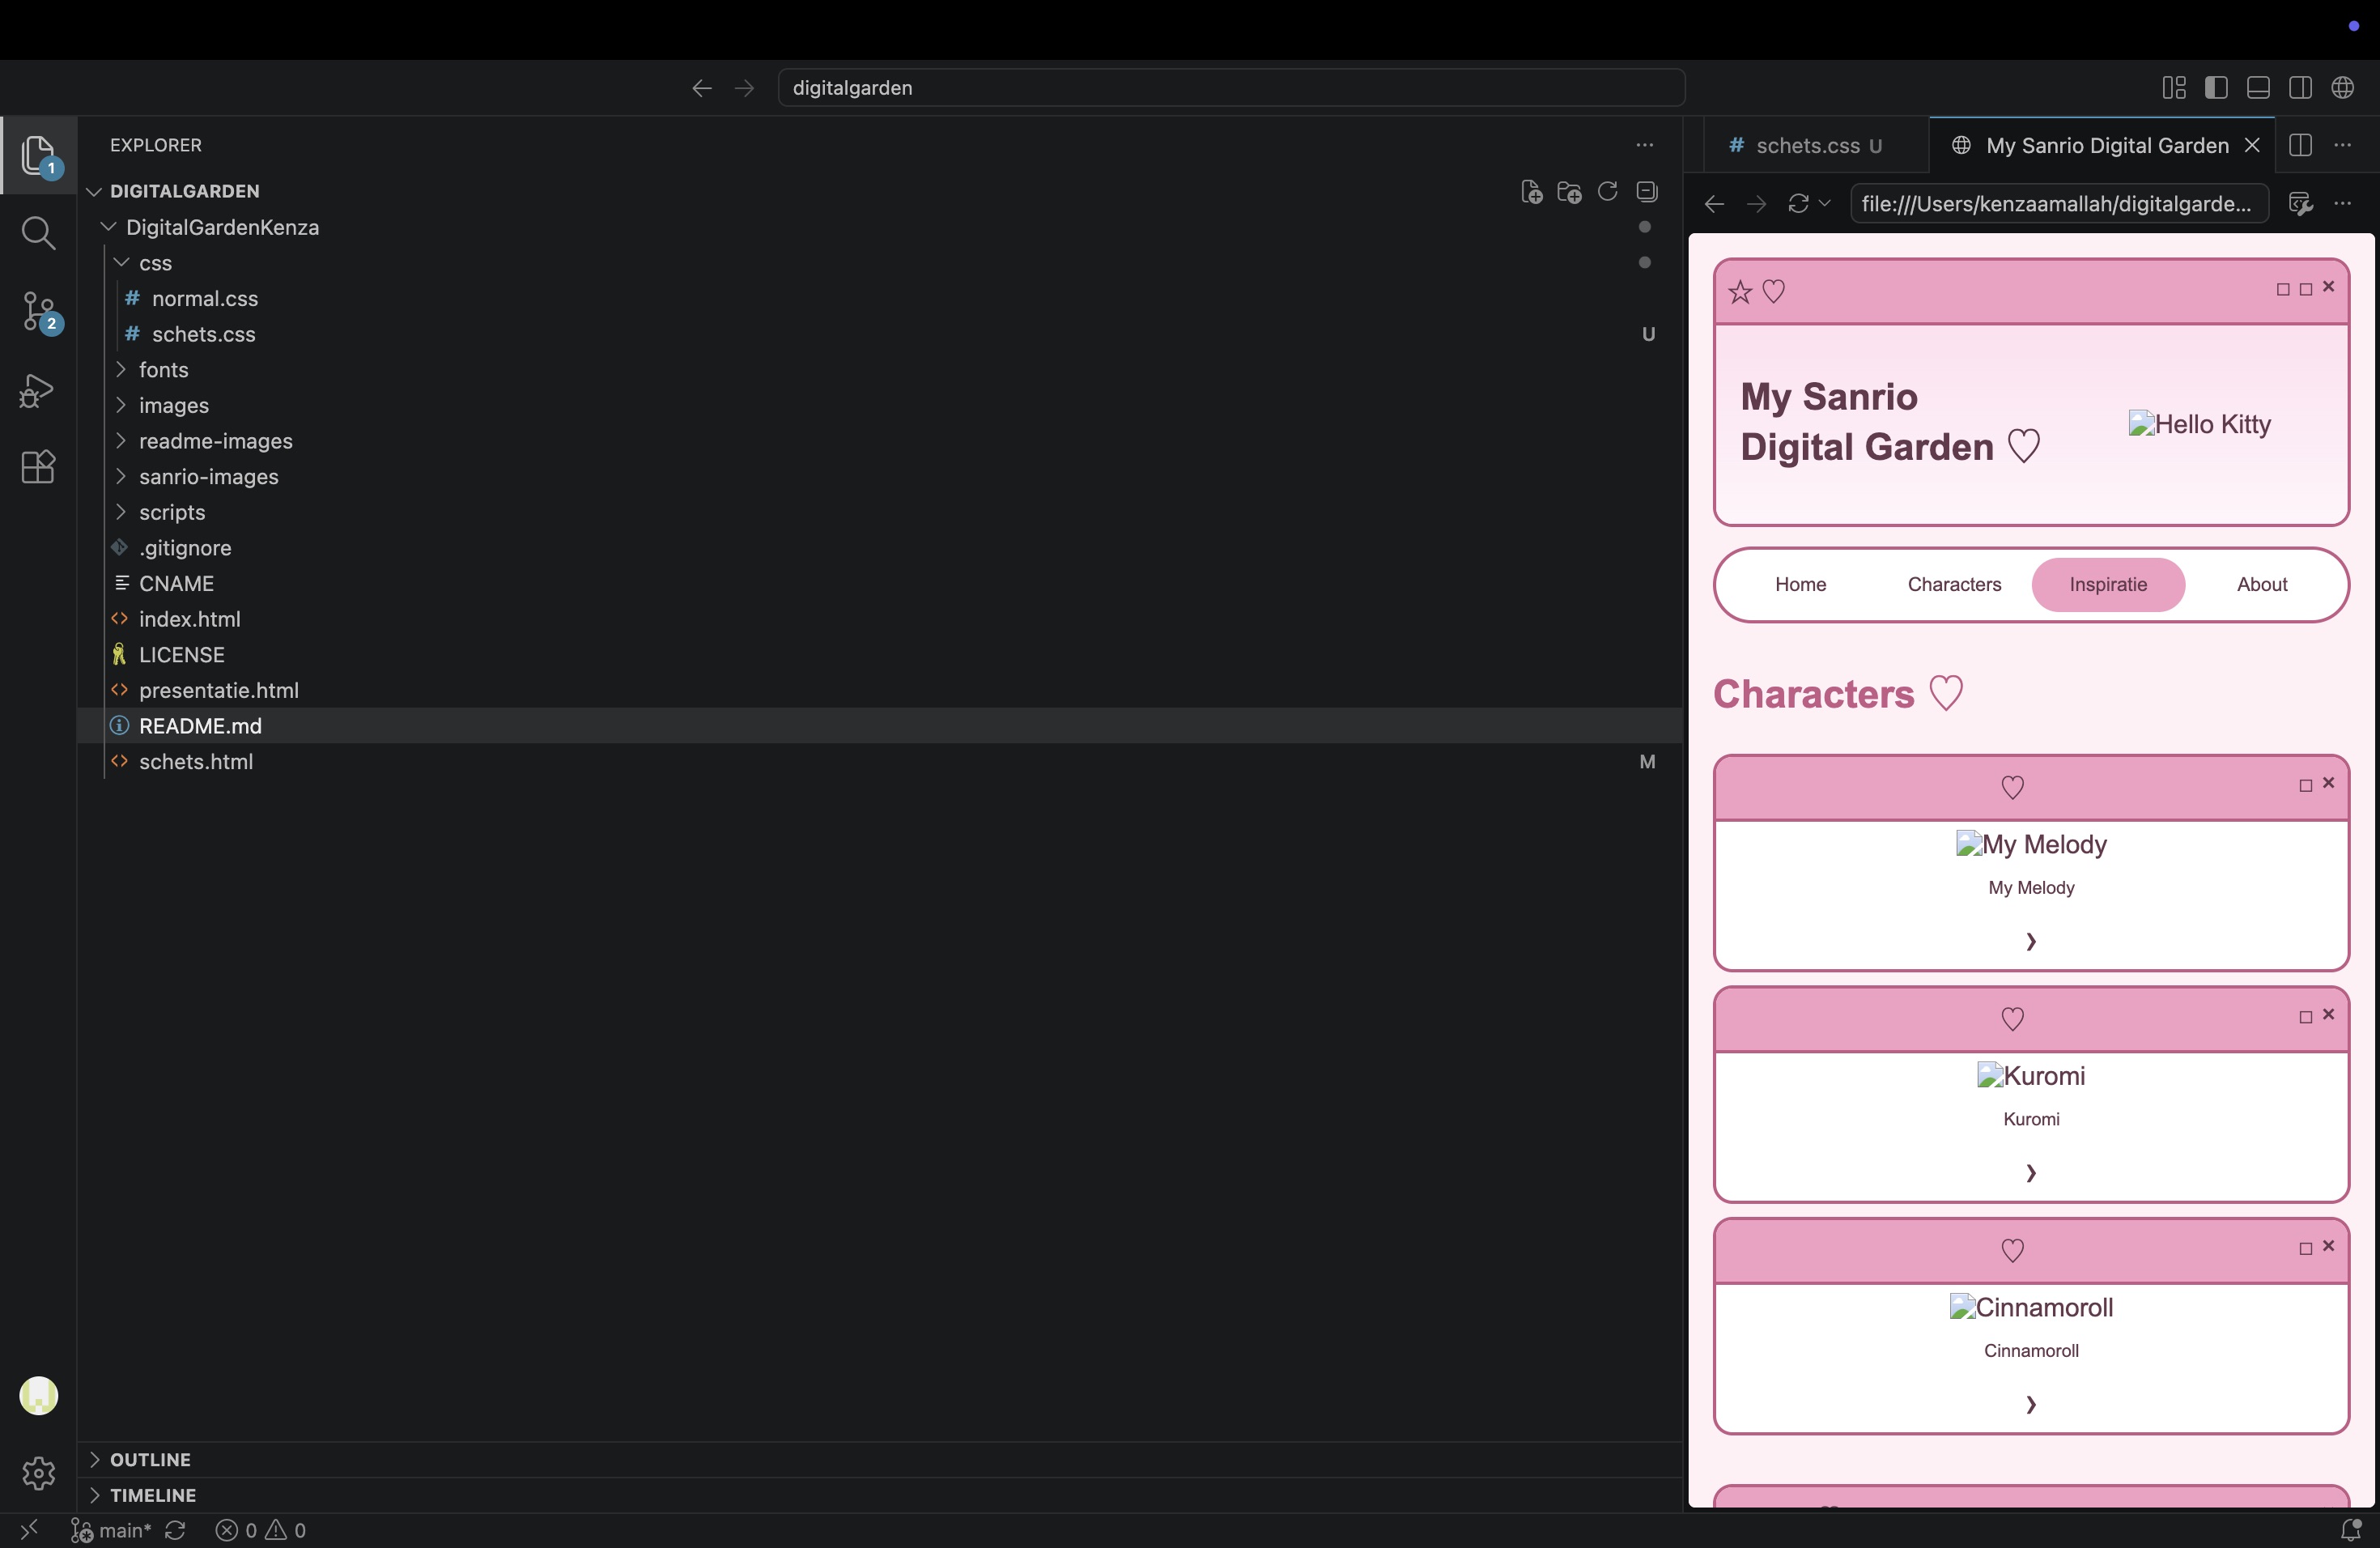 digitalgarden
EXPLORER
DIGITALGARDEN
DigitalGardenKenza
css
# normal.css
# schets.css U
fonts
images
readme-images
sanrio-images
scripts
.gitignore
CNAME
index.html
LICENSE
presentatie.html
README.md
schets.html M
OUTLINE
TIMELINE
1
2
main*
0
0
# schets.css U
My Sanrio Digital Garden
file:///Users/kenzaamallah/digitalgarde...
☆ ♡ □ □ ×
My Sanrio
Digital Garden ♡
Hello Kitty
Home Characters Inspiratie About
Characters ♡
♡ □ ×
My Melody
My Melody
❯
♡ □ ×
Kuromi
Kuromi
❯
♡ □ ×
Cinnamoroll
Cinnamoroll
❯